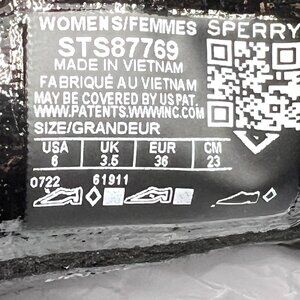 WOMENS/FEMMES SPERRY
STS87769
MADE IN VIETNAM
FABRIQUÉ AU VIETNAM
MAY BE COVERED BY U.S. PAT.
WWW.PATENTS.WWWINC.COM
SIZE/GRANDEUR
USA UK EUR CM
6 3.5 36 23
0722 61911